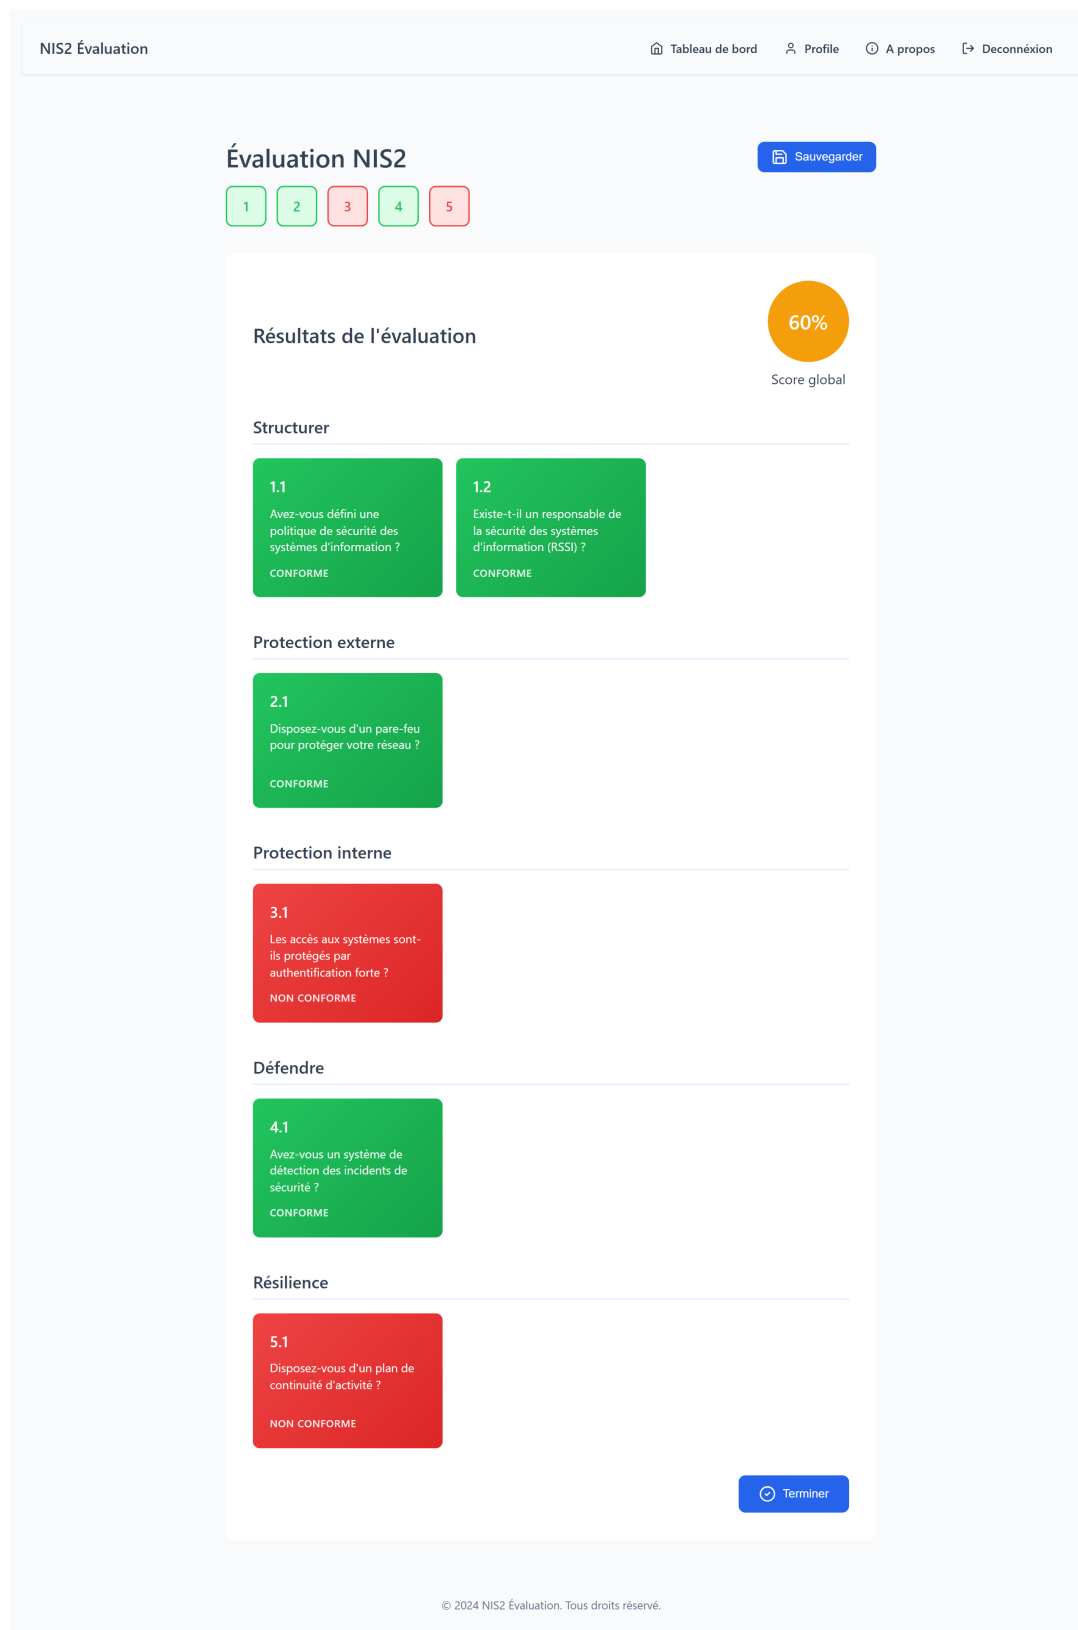 NIS2 Évaluation
Tableau de bord
Profile
A propos
Deconnéxion
Évaluation NIS2
Sauvegarder
1
2
3
4
5
Résultats de l'évaluation
60%
Score global
Structurer
1.1
Avez-vous défini une
politique de sécurité des
systèmes d'information ?
CONFORME
1.2
Existe-t-il un responsable de
la sécurité des systèmes
d'information (RSSI) ?
CONFORME
Protection externe
2.1
Disposez-vous d'un pare-feu
pour protéger votre réseau ?
CONFORME
Protection interne
3.1
Les accès aux systèmes sont-
ils protégés par
authentification forte ?
NON CONFORME
Défendre
4.1
Avez-vous un système de
détection des incidents de
sécurité ?
CONFORME
Résilience
5.1
Disposez-vous d'un plan de
continuité d'activité ?
NON CONFORME
Terminer
© 2024 NIS2 Évaluation. Tous droits réservé.